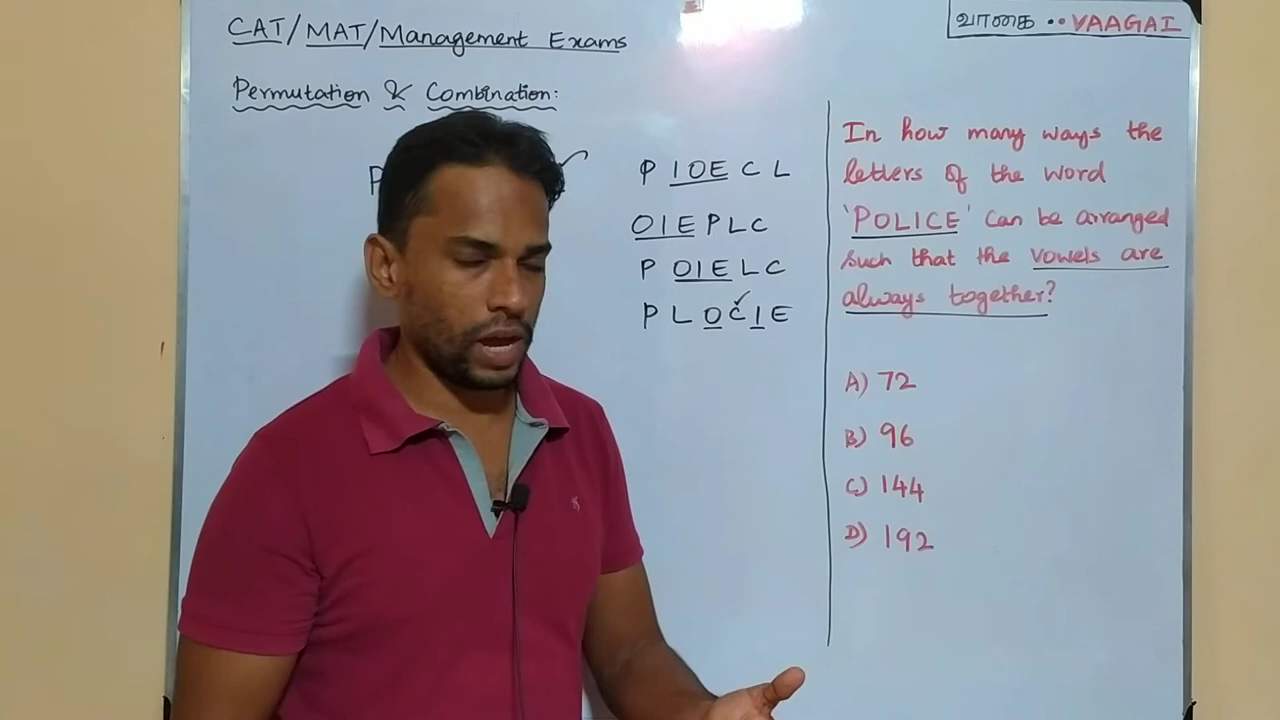 CAT/MAT/Management Exams
வாகை ..VAAGAI
Permutation & Combination:
P
P I O E C L
O I E P L C
P O I E L C
P L O C I E
In how many ways the
letters of the word
'POLICE' can be arranged
such that the vowels are
always together?
A) 72
B) 96
C) 144
D) 192